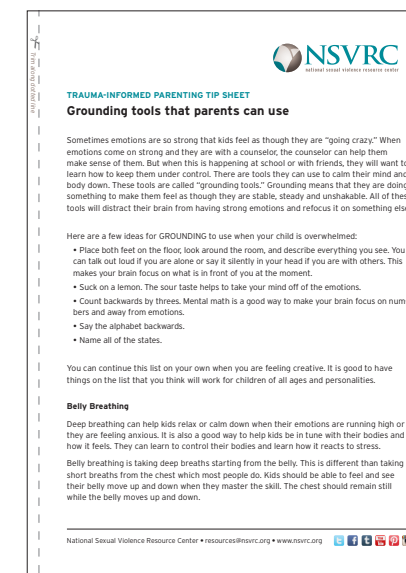 NSVRC
national sexual violence resource center
Trim along dotted line
TRAUMA-INFORMED PARENTING TIP SHEET
Grounding tools that parents can use
Sometimes emotions are so strong that kids feel as though they are “going crazy.” When
emotions come on strong and they are with a counselor, the counselor can help them
make sense of them. But when this is happening at school or with friends, they will want to
learn how to keep them under control. There are tools they can use to calm their mind and
body down. These tools are called “grounding tools.” Grounding means that they are doing
something to make them feel as though they are stable, steady and unshakable. All of these
tools will distract their brain from having strong emotions and refocus it on something else.
Here are a few ideas for GROUNDING to use when your child is overwhelmed:
• Place both feet on the floor, look around the room, and describe everything you see. You
can talk out loud if you are alone or say it silently in your head if you are with others. This
makes your brain focus on what is in front of you at the moment.
• Suck on a lemon. The sour taste helps to take your mind off of the emotions.
• Count backwards by threes. Mental math is a good way to make your brain focus on num
bers and away from emotions.
• Say the alphabet backwards.
• Name all of the states.
You can continue this list on your own when you are feeling creative. It is good to have
things on the list that you think will work for children of all ages and personalities.
Belly Breathing
Deep breathing can help kids relax or calm down when their emotions are running high or
they are feeling anxious. It is also a good way to help kids be in tune with their bodies and
how it feels. They can learn to control their bodies and learn how it reacts to stress.
Belly breathing is taking deep breaths starting from the belly. This is different than taking
short breaths from the chest which most people do. Kids should be able to feel and see
their belly move up and down when they master the skill. The chest should remain still
while the belly moves up and down.
National Sexual Violence Resource Center • resources@nsvrc.org • www.nsvrc.org